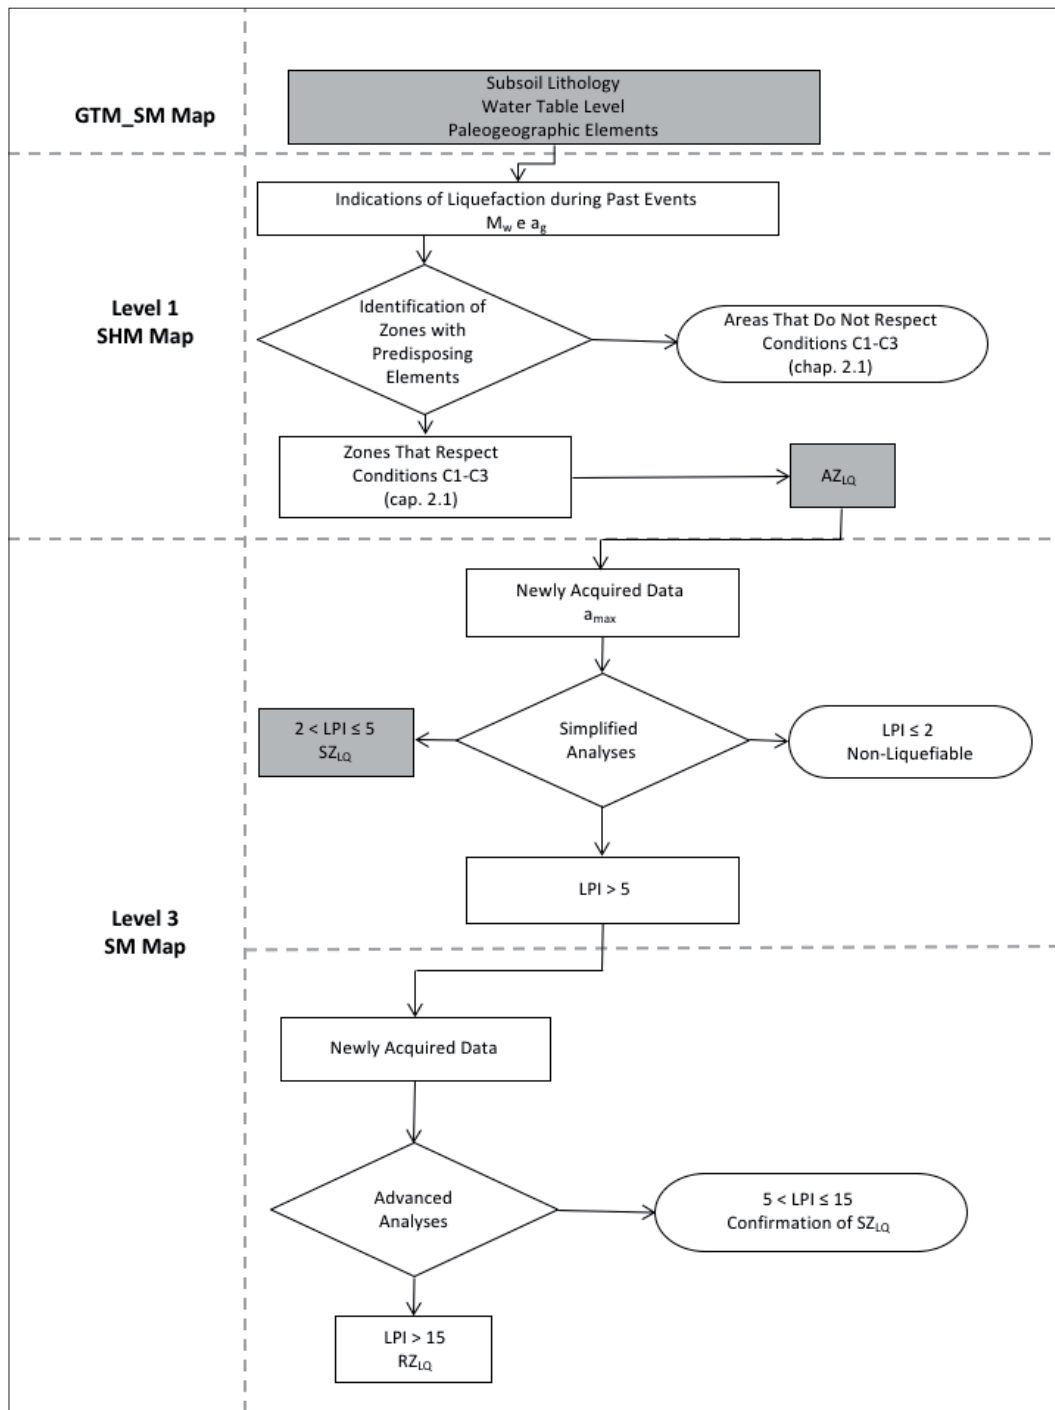 GTM_SM Map
Subsoil Lithology
Water Table Level
Paleogeographic Elements
Level 1
SHM Map
Indications of Liquefaction during Past Events
Mw e ag
Identification of
Zones with
Predisposing
Elements
Areas That Do Not Respect
Conditions C1-C3
(chap. 2.1)
Zones That Respect
Conditions C1-C3
(cap. 2.1)
AZLQ
Level 3
SM Map
Newly Acquired Data
amax
2 < LPI ≤ 5
SZLQ
Simplified
Analyses
LPI ≤ 2
Non-Liquefiable
LPI > 5
Newly Acquired Data
Advanced
Analyses
5 < LPI ≤ 15
Confirmation of SZLQ
LPI > 15
RZLQ